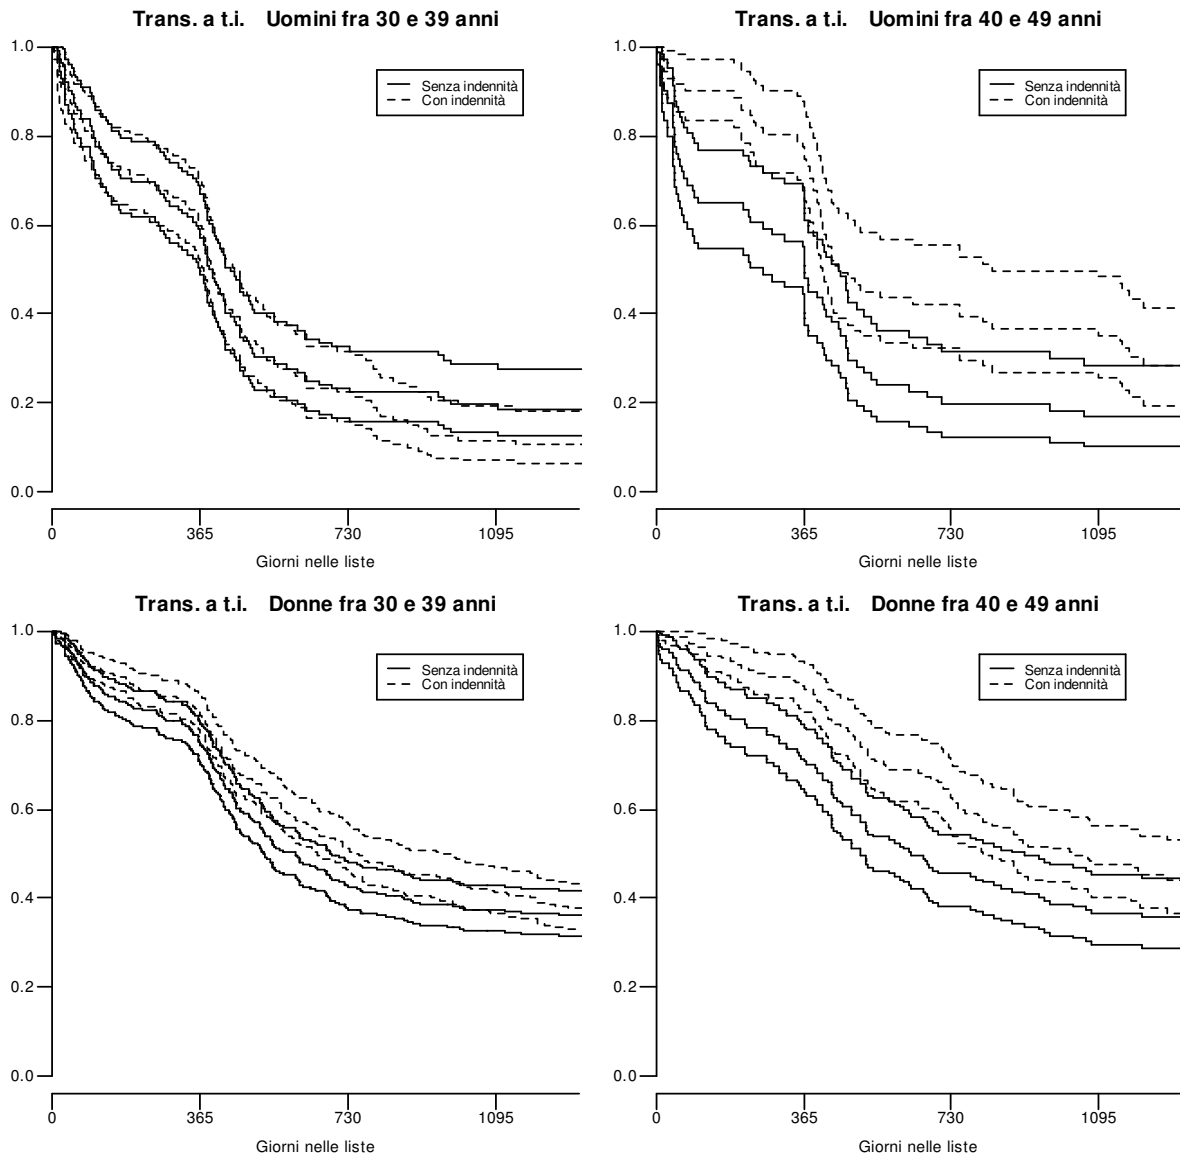 Trans. a t.i. Uomini fra 30 e 39 anni
1.0
0.8
0.6
0.4
0.2
0.0
Senza indennità
Con indennità
0 365 730 1095
Giorni nelle liste
Trans. a t.i. Uomini fra 40 e 49 anni
1.0
0.8
0.6
0.4
0.2
0.0
Senza indennità
Con indennità
0 365 730 1095
Giorni nelle liste
Trans. a t.i. Donne fra 30 e 39 anni
1.0
0.8
0.6
0.4
0.2
0.0
Senza indennità
Con indennità
0 365 730 1095
Giorni nelle liste
Trans. a t.i. Donne fra 40 e 49 anni
1.0
0.8
0.6
0.4
0.2
0.0
Senza indennità
Con indennità
0 365 730 1095
Giorni nelle liste